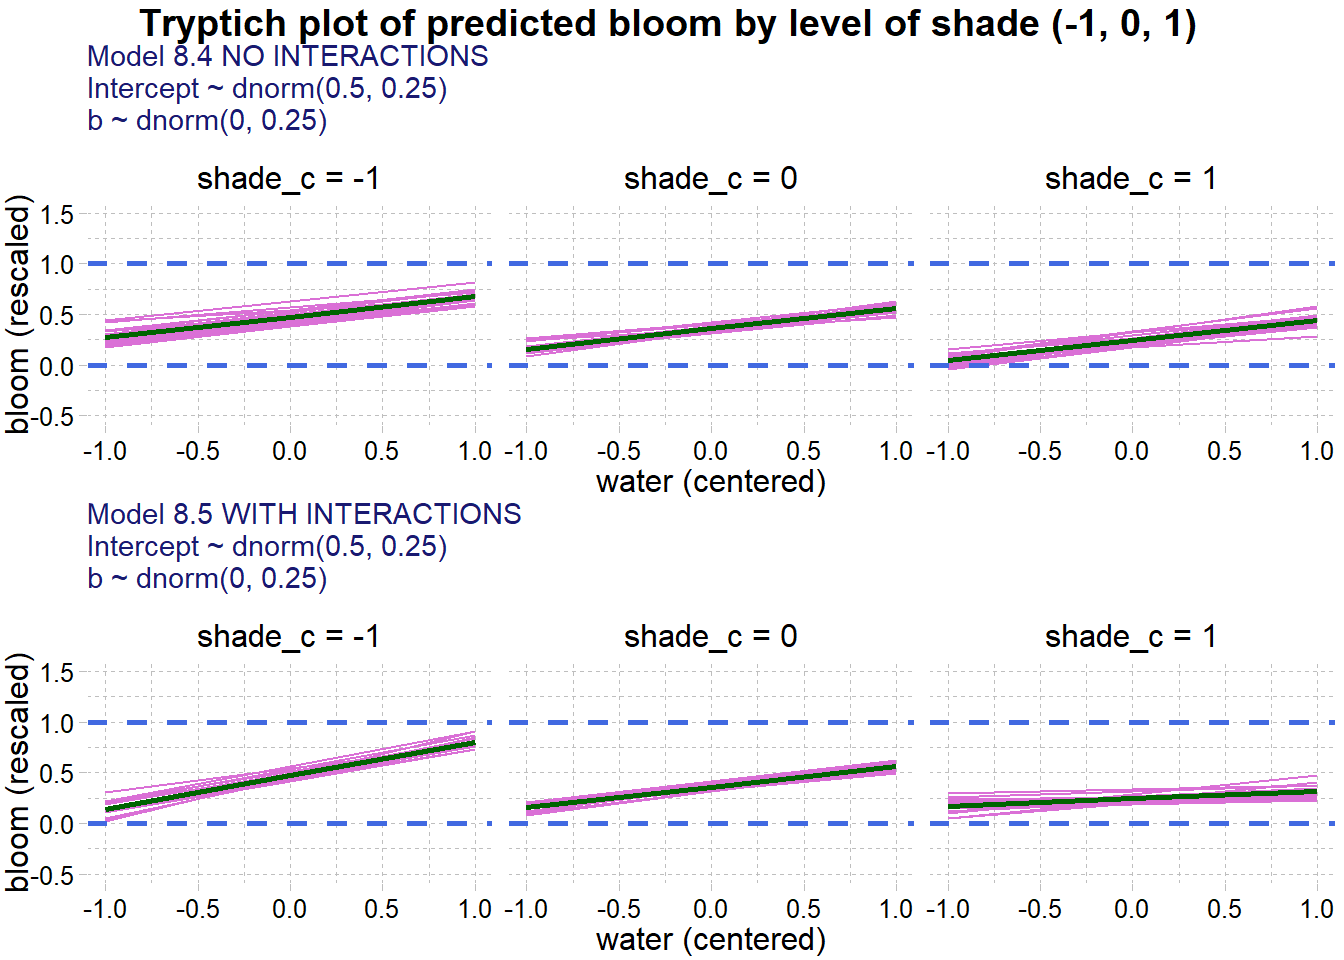 Tryptich plot of predicted bloom by level of shade (-1, 0, 1)
Model 8.4 NO INTERACTIONS
Intercept ~ dnorm(0.5, 0.25)
b ~ dnorm(0, 0.25)
shade_c = -1 shade_c = 0 shade_c = 1
bloom (rescaled)
1.5
1.0
0.5
0.0
-0.5
-1.0 -0.5 0.0 0.5 1.0 -1.0 -0.5 0.0 0.5 1.0 -1.0 -0.5 0.0 0.5 1.0
water (centered)
Model 8.5 WITH INTERACTIONS
Intercept ~ dnorm(0.5, 0.25)
b ~ dnorm(0, 0.25)
shade_c = -1 shade_c = 0 shade_c = 1
bloom (rescaled)
1.5
1.0
0.5
0.0
-0.5
-1.0 -0.5 0.0 0.5 1.0 -1.0 -0.5 0.0 0.5 1.0 -1.0 -0.5 0.0 0.5 1.0
water (centered)